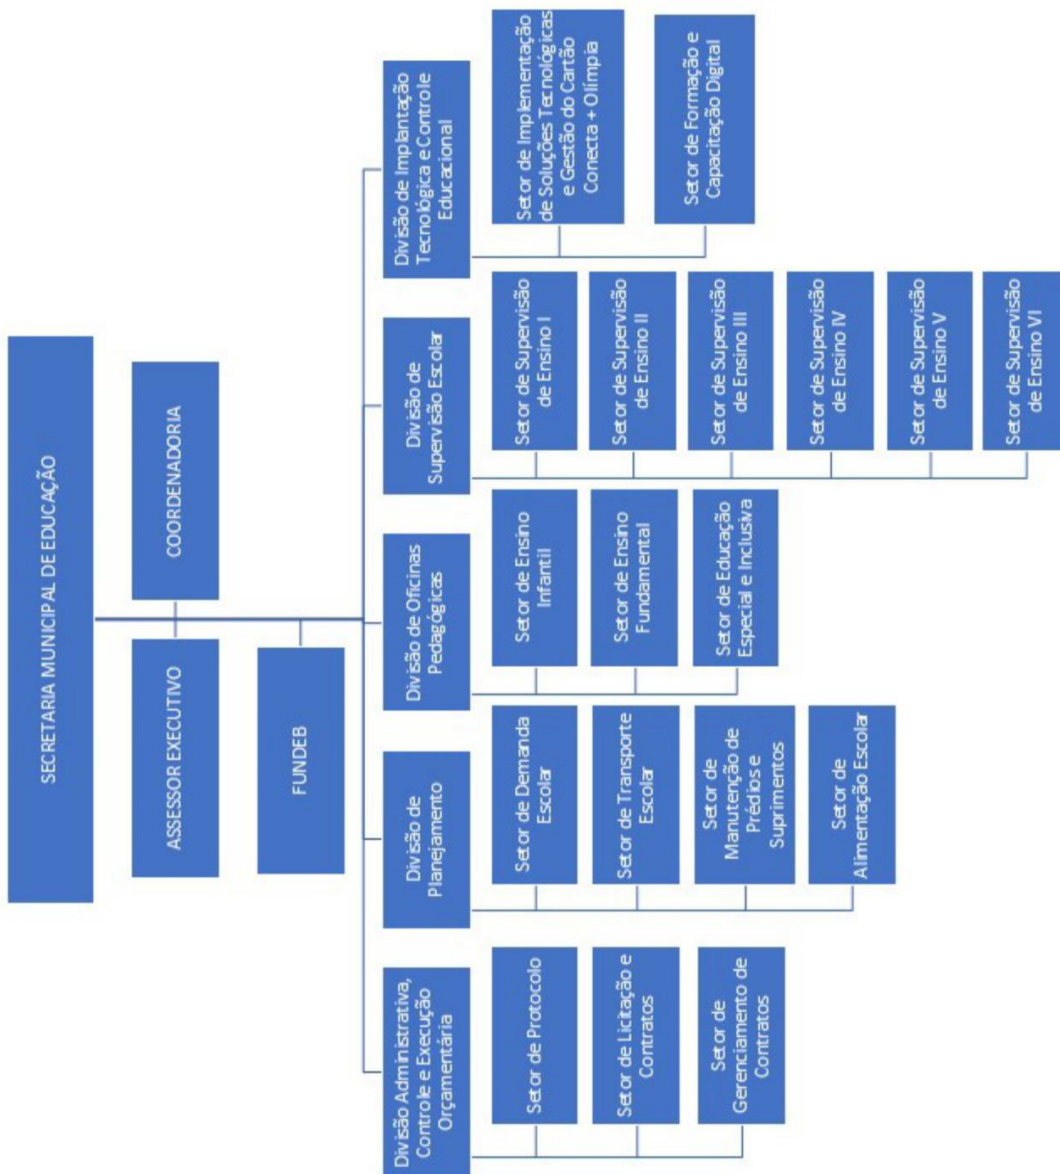 SECRETARIA MUNICIPAL DE EDUCAÇÃO
ASSESSOR EXECUTIVO
COORDENADORIA
FUNDEB
Divisão Administrativa,
Controle e Execução
Orçamentária
Setor de Protocolo
Setor de Licitação e
Contratos
Setor de
Gerenciamento de
Contratos
Divisão de
Planejamento
Setor de Demanda
Escolar
Setor de Transporte
Escolar
Setor de
Manutenção de
Prédios e
Suprimentos
Setor de
Alimentação Escolar
Divisão de Oficinas
Pedagógicas
Setor de Ensino
Infantil
Setor de Ensino
Fundamental
Setor de Educação
Especial e Inclusiva
Divisão de
Supervisão Escolar
Setor de Supervisão
de Ensino I
Setor de Supervisão
de Ensino II
Setor de Supervisão
de Ensino III
Setor de Supervisão
de Ensino IV
Setor de Supervisão
de Ensino V
Setor de Supervisão
de Ensino VI
Divisão de Implantação
Tecnológica e Controle
Educacional
Setor de Implementação
de Soluções Tecnológicas
e Gestão do Cartão
Conecta + Olímpia
Setor de Formação e
Capacitação Digital